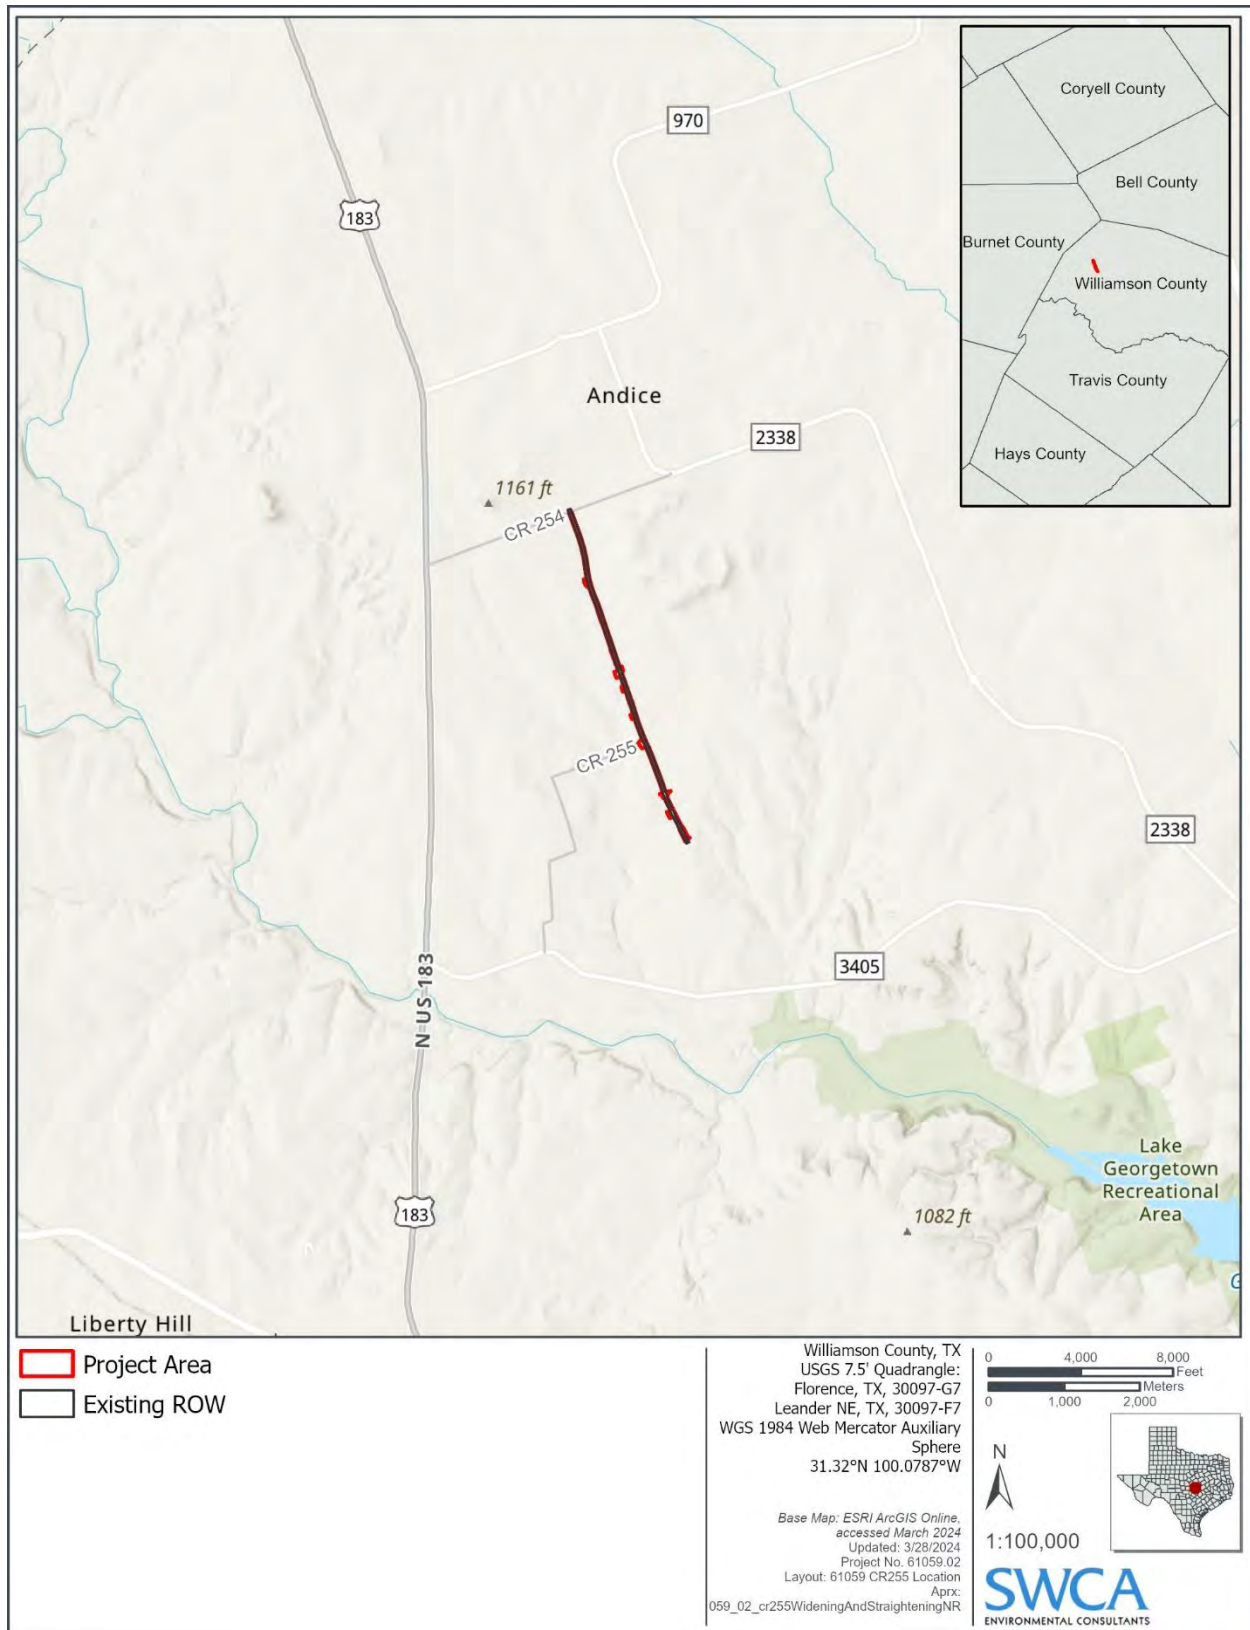 970
183
Andice
2338
1161 ft
CR 254
CR 255
2338
3405
N US 183
183
1082 ft
Lake
Georgetown
Recreational
Area
G
Liberty Hill
Coryell County
Bell County
Burnet County
Williamson County
Travis County
Hays County
Project Area
Existing ROW
Williamson County, TX
USGS 7.5' Quadrangle:
Florence, TX, 30097-G7
Leander NE, TX, 30097-F7
WGS 1984 Web Mercator Auxiliary
Sphere
31.32°N 100.0787°W
Base Map: ESRI ArcGIS Online,
accessed March 2024
Updated: 3/28/2024
Project No. 61059.02
Layout: 61059 CR255 Location
Aprx:
059_02_cr255WideningAndStraighteningNR
0 4,000 8,000
Feet
Meters
0 1,000 2,000
N
1:100,000
SWCA
ENVIRONMENTAL CONSULTANTS